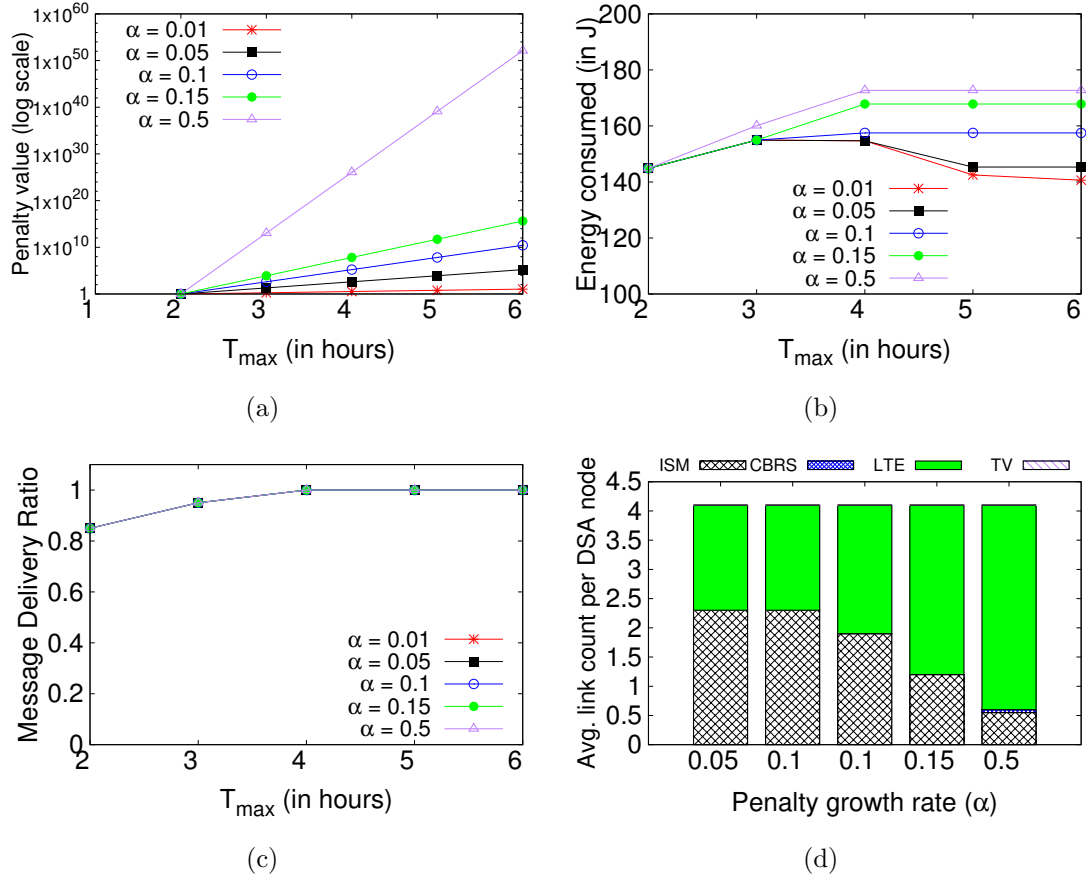 1x10^60
1x10^50
1x10^40
1x10^30
1x10^20
1x10^10
1
Penalty value (log scale)
α = 0.01
α = 0.05
α = 0.1
α = 0.15
α = 0.5
1 2 3 4 5 6
T_max (in hours)
(a)
200
180
160
140
120
100
Energy consumed (in J)
α = 0.01
α = 0.05
α = 0.1
α = 0.15
α = 0.5
2 3 4 5 6
T_max (in hours)
(b)
1
0.8
0.6
0.4
0.2
0
Message Delivery Ratio
α = 0.01
α = 0.05
α = 0.1
α = 0.15
α = 0.5
2 3 4 5 6
T_max (in hours)
(c)
ISM CBRS LTE TV
4.5
4
3.5
3
2.5
2
1.5
1
0.5
0
Avg. link count per DSA node
0.05 0.1 0.1 0.15 0.5
Penalty growth rate (α)
(d)